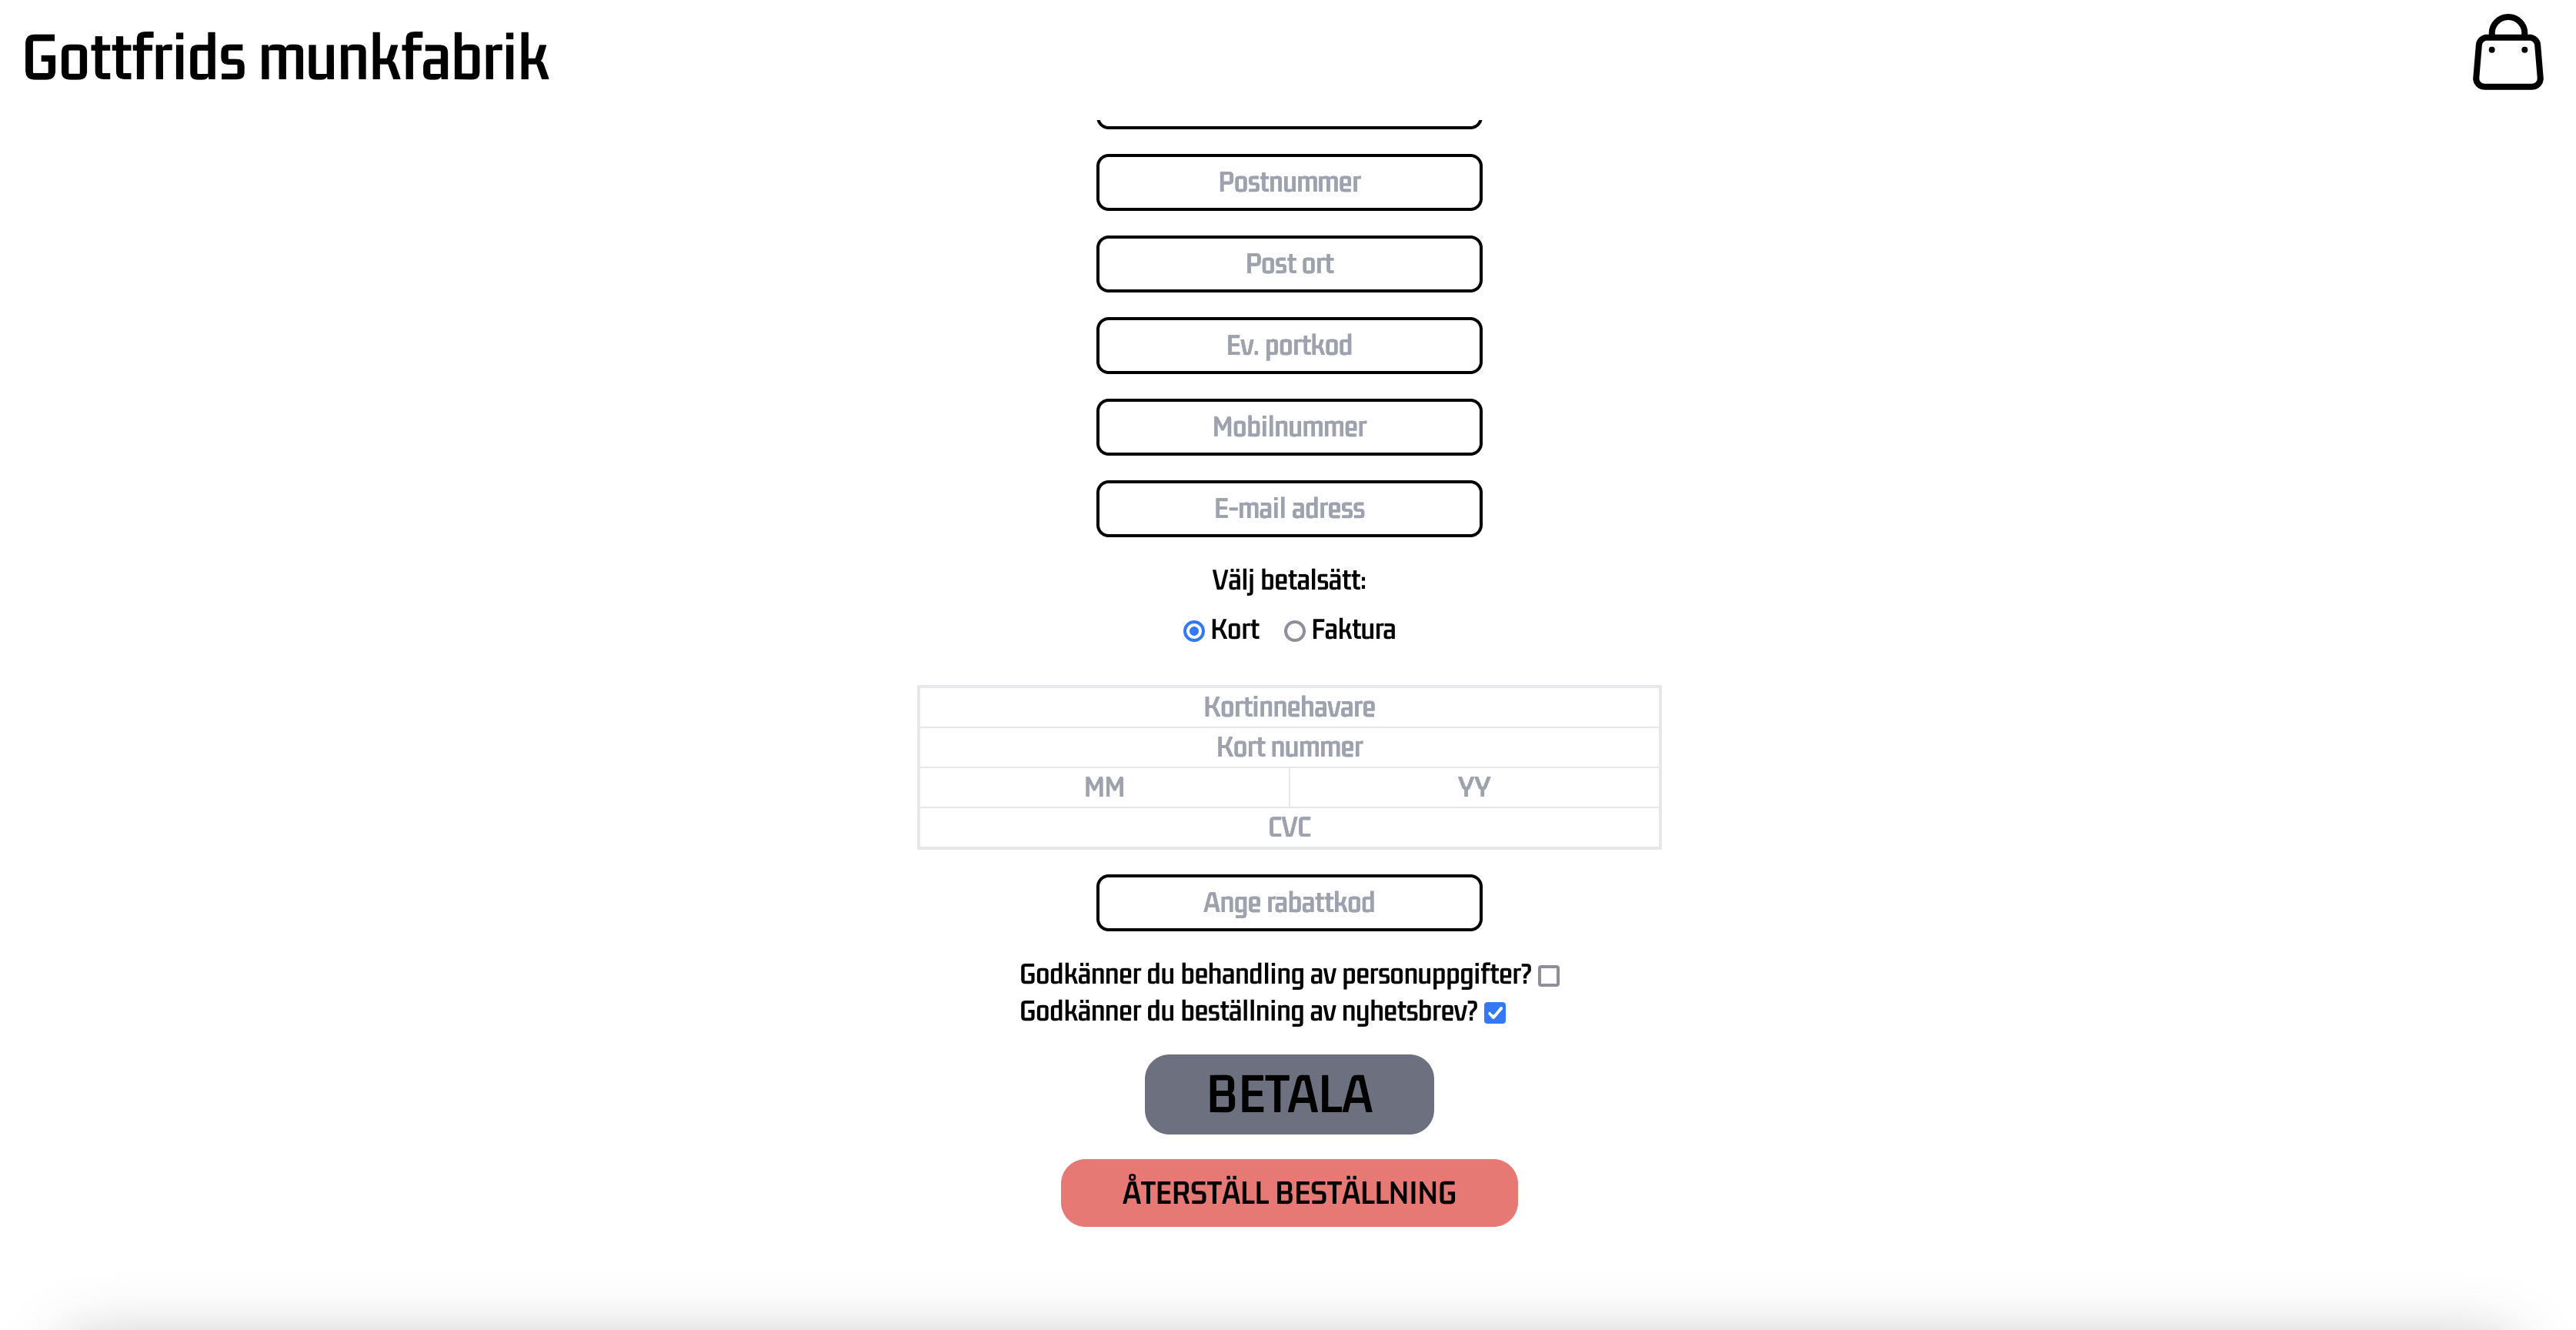 Gottfrids munkfabrik
Postnummer
Post ort
Ev. portkod
Mobilnummer
E-mail adress
Välj betalsätt:
Kort Faktura
Kortinnehavare
Kort nummer
MM YY
CVC
Ange rabattkod
Godkänner du behandling av personuppgifter?
Godkänner du beställning av nyhetsbrev?
BETALA
ÅTERSTÄLL BESTÄLLNING